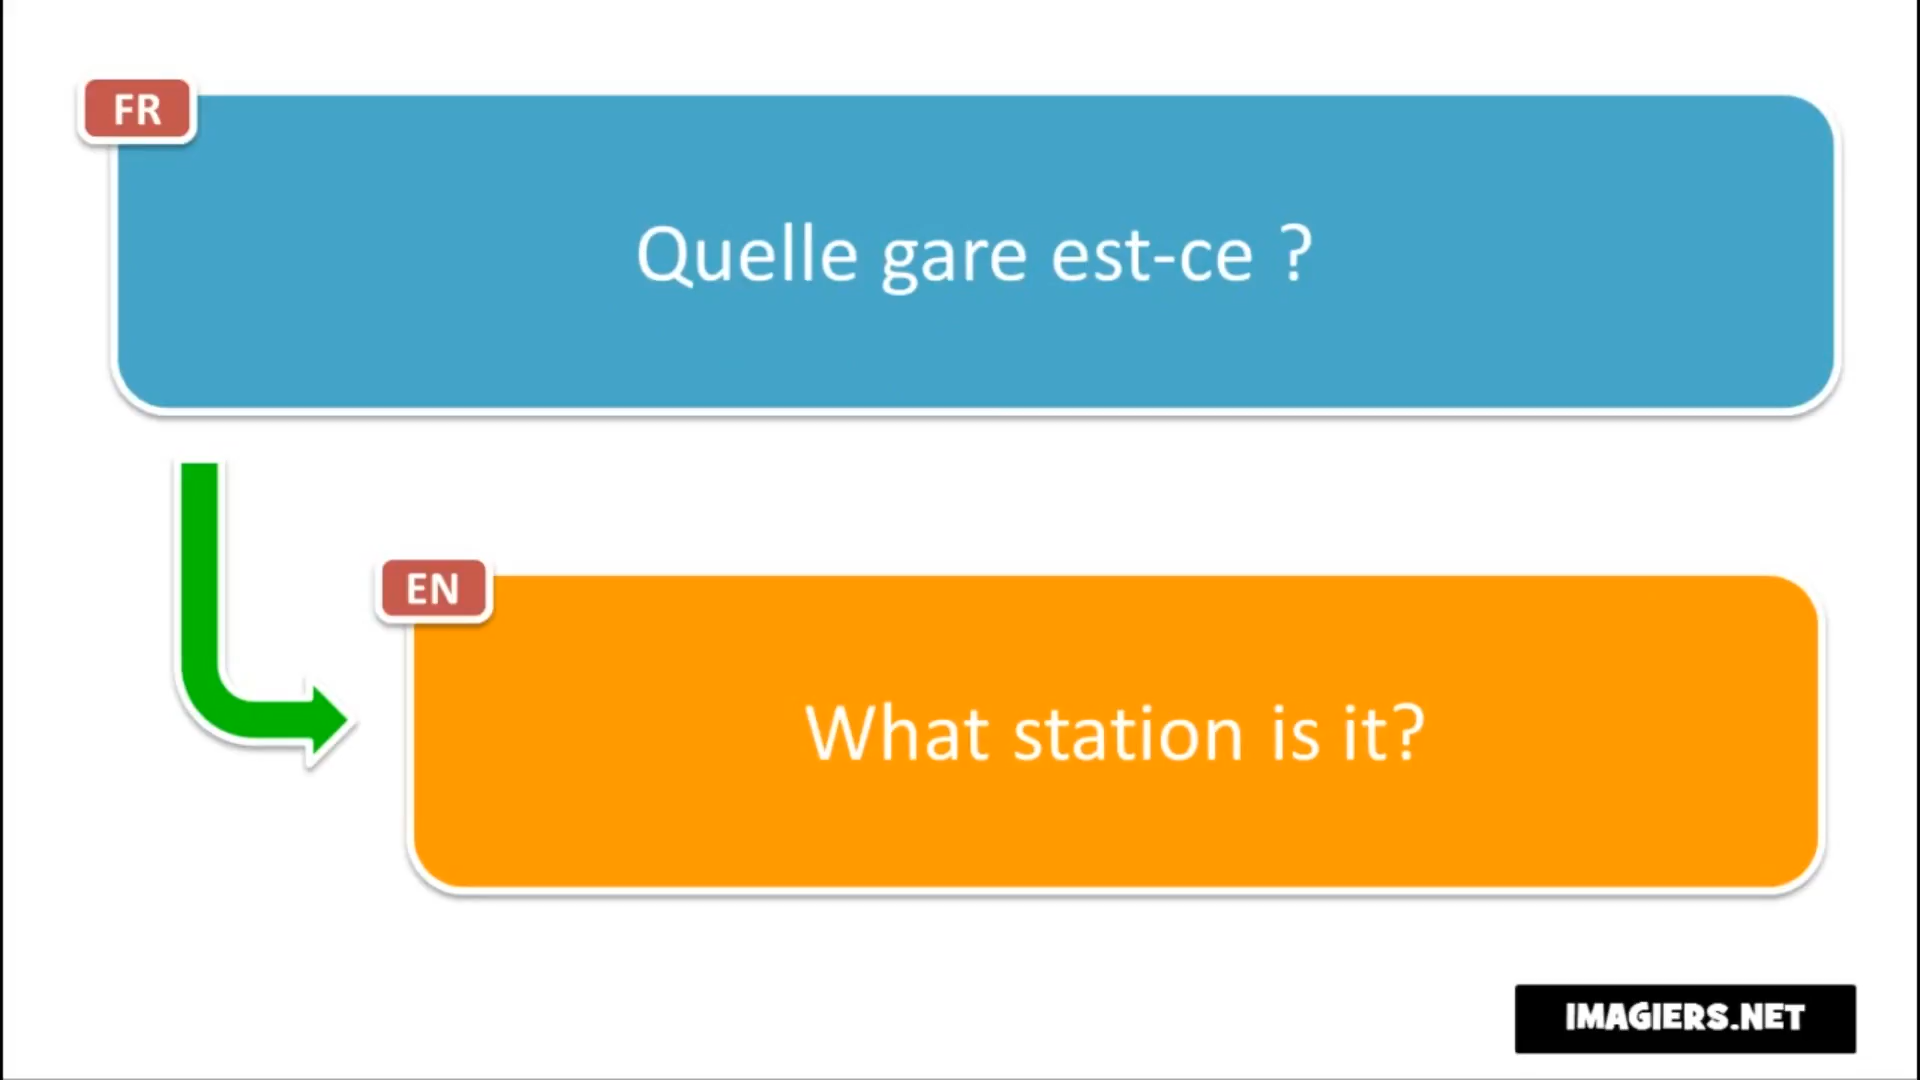 FR
Quelle gare est-ce ?
EN
What station is it?
IMAGIERS.NET